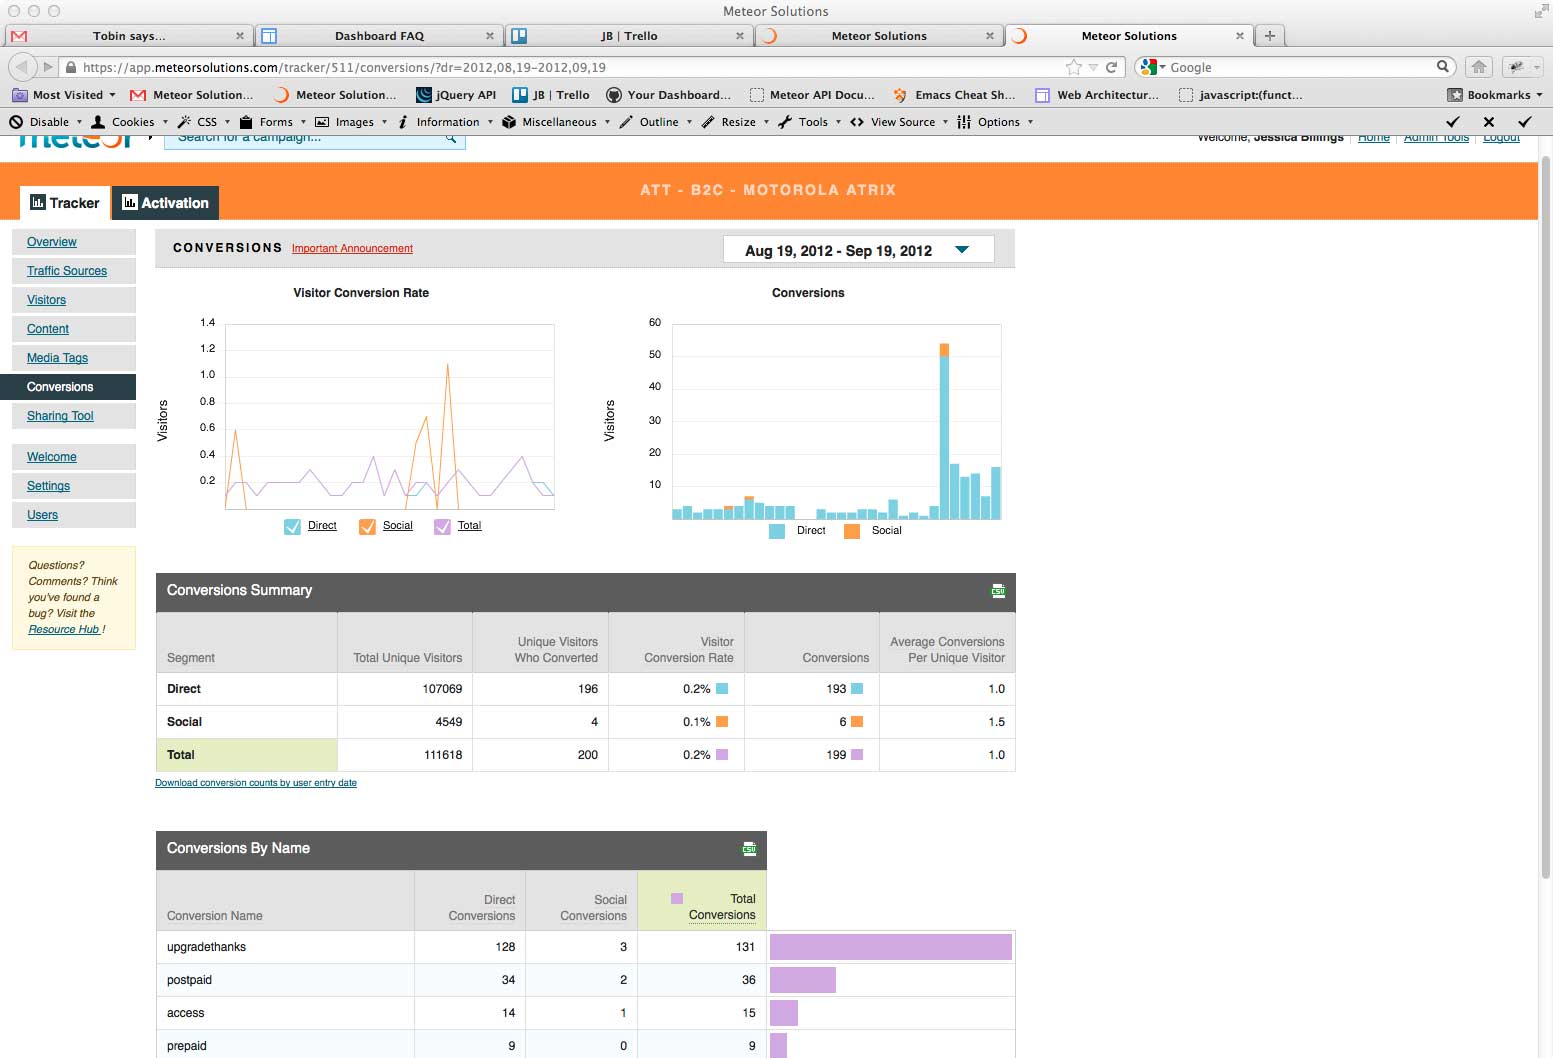 Meteor Solutions
Tobin says...
Dashboard FAQ
JB | Trello
Meteor Solutions
Meteor Solutions
https://app.meteorsolutions.com/tracker/511/conversions/?dr=2012,08,19-2012,09,19
Google
Most Visited
Meteor Solution...
Meteor Solution...
jQuery API
JB | Trello
Your Dashboard...
Meteor API Docu...
Emacs Cheat Sh...
Web Architectur...
javascript:(funct...
Bookmarks
Disable
Cookies
CSS
Forms
Images
Information
Miscellaneous
Outline
Resize
Tools
View Source
Options
meteor
Search for a campaign...
Welcome, Jessica Billings
Home
Admin Tools
Logout
ATT - B2C - MOTOROLA ATRIX
Tracker
Activation
Overview
Traffic Sources
Visitors
Content
Media Tags
Conversions
Sharing Tool
Welcome
Settings
Users
Questions?
Comments? Think
you've found a
bug? Visit the
Resource Hub !
CONVERSIONS
Important Announcement
Aug 19, 2012 - Sep 19, 2012
Visitor Conversion Rate
1.4
1.2
1.0
0.8
0.6
0.4
0.2
Visitors
Direct
Social
Total
Conversions
60
50
40
30
20
10
Visitors
Direct
Social
Conversions Summary
CSV
Segment
Total Unique Visitors
Unique Visitors
Who Converted
Visitor
Conversion Rate
Conversions
Average Conversions
Per Unique Visitor
Direct
107069
196
0.2%
193
1.0
Social
4549
4
0.1%
6
1.5
Total
111618
200
0.2%
199
1.0
Download conversion counts by user entry date
Conversions By Name
CSV
Conversion Name
Direct
Conversions
Social
Conversions
Total
Conversions
upgradethanks
128
3
131
postpaid
34
2
36
access
14
1
15
prepaid
9
0
9